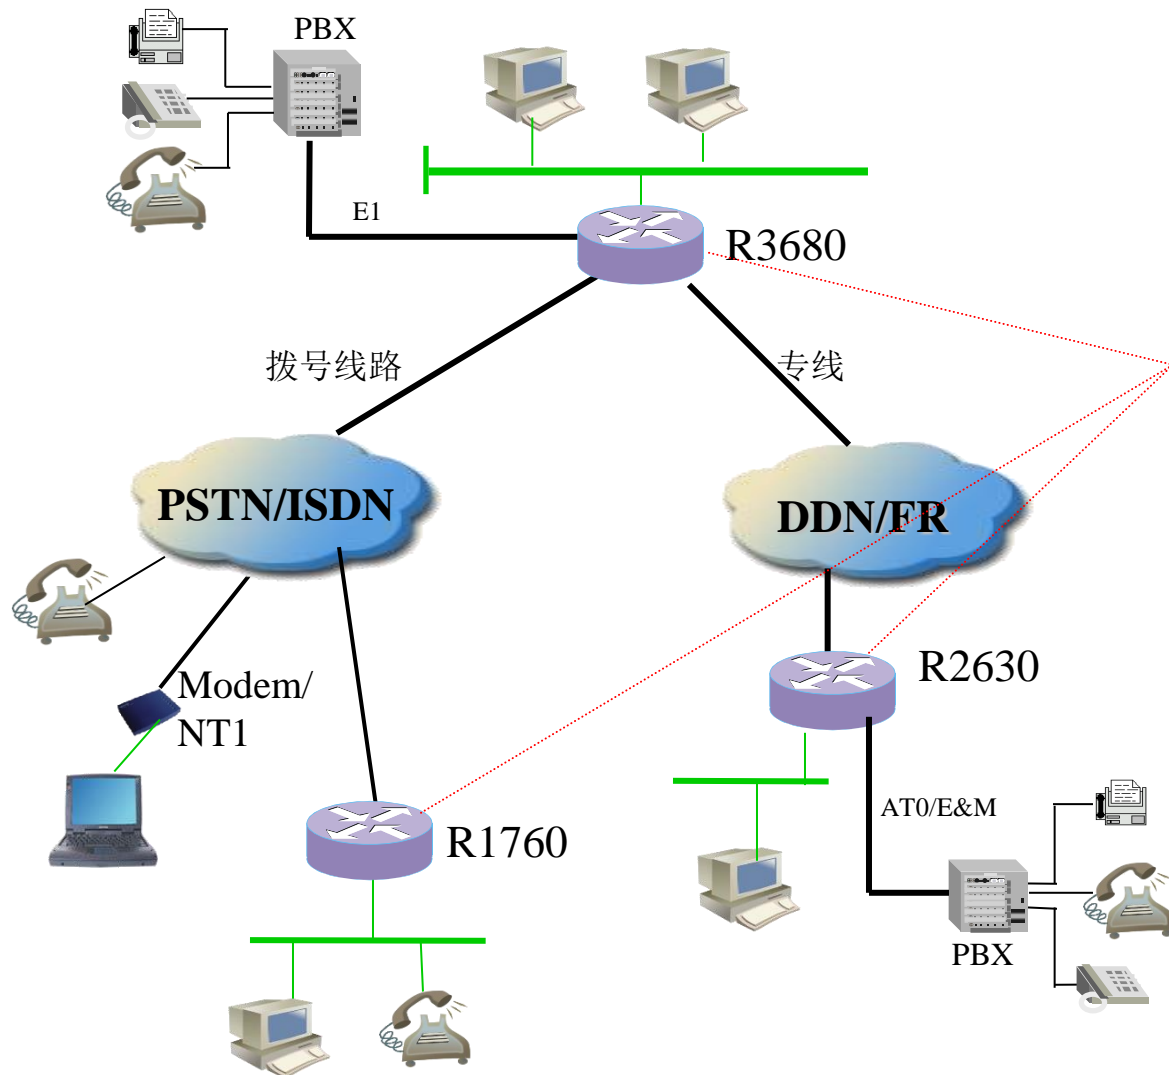 PBX
E1
R3680
拨号线路
专线
PSTN/ISDN
DDN/FR
Modem/
NT1
R2630
AT0/E&M
R1760
PBX